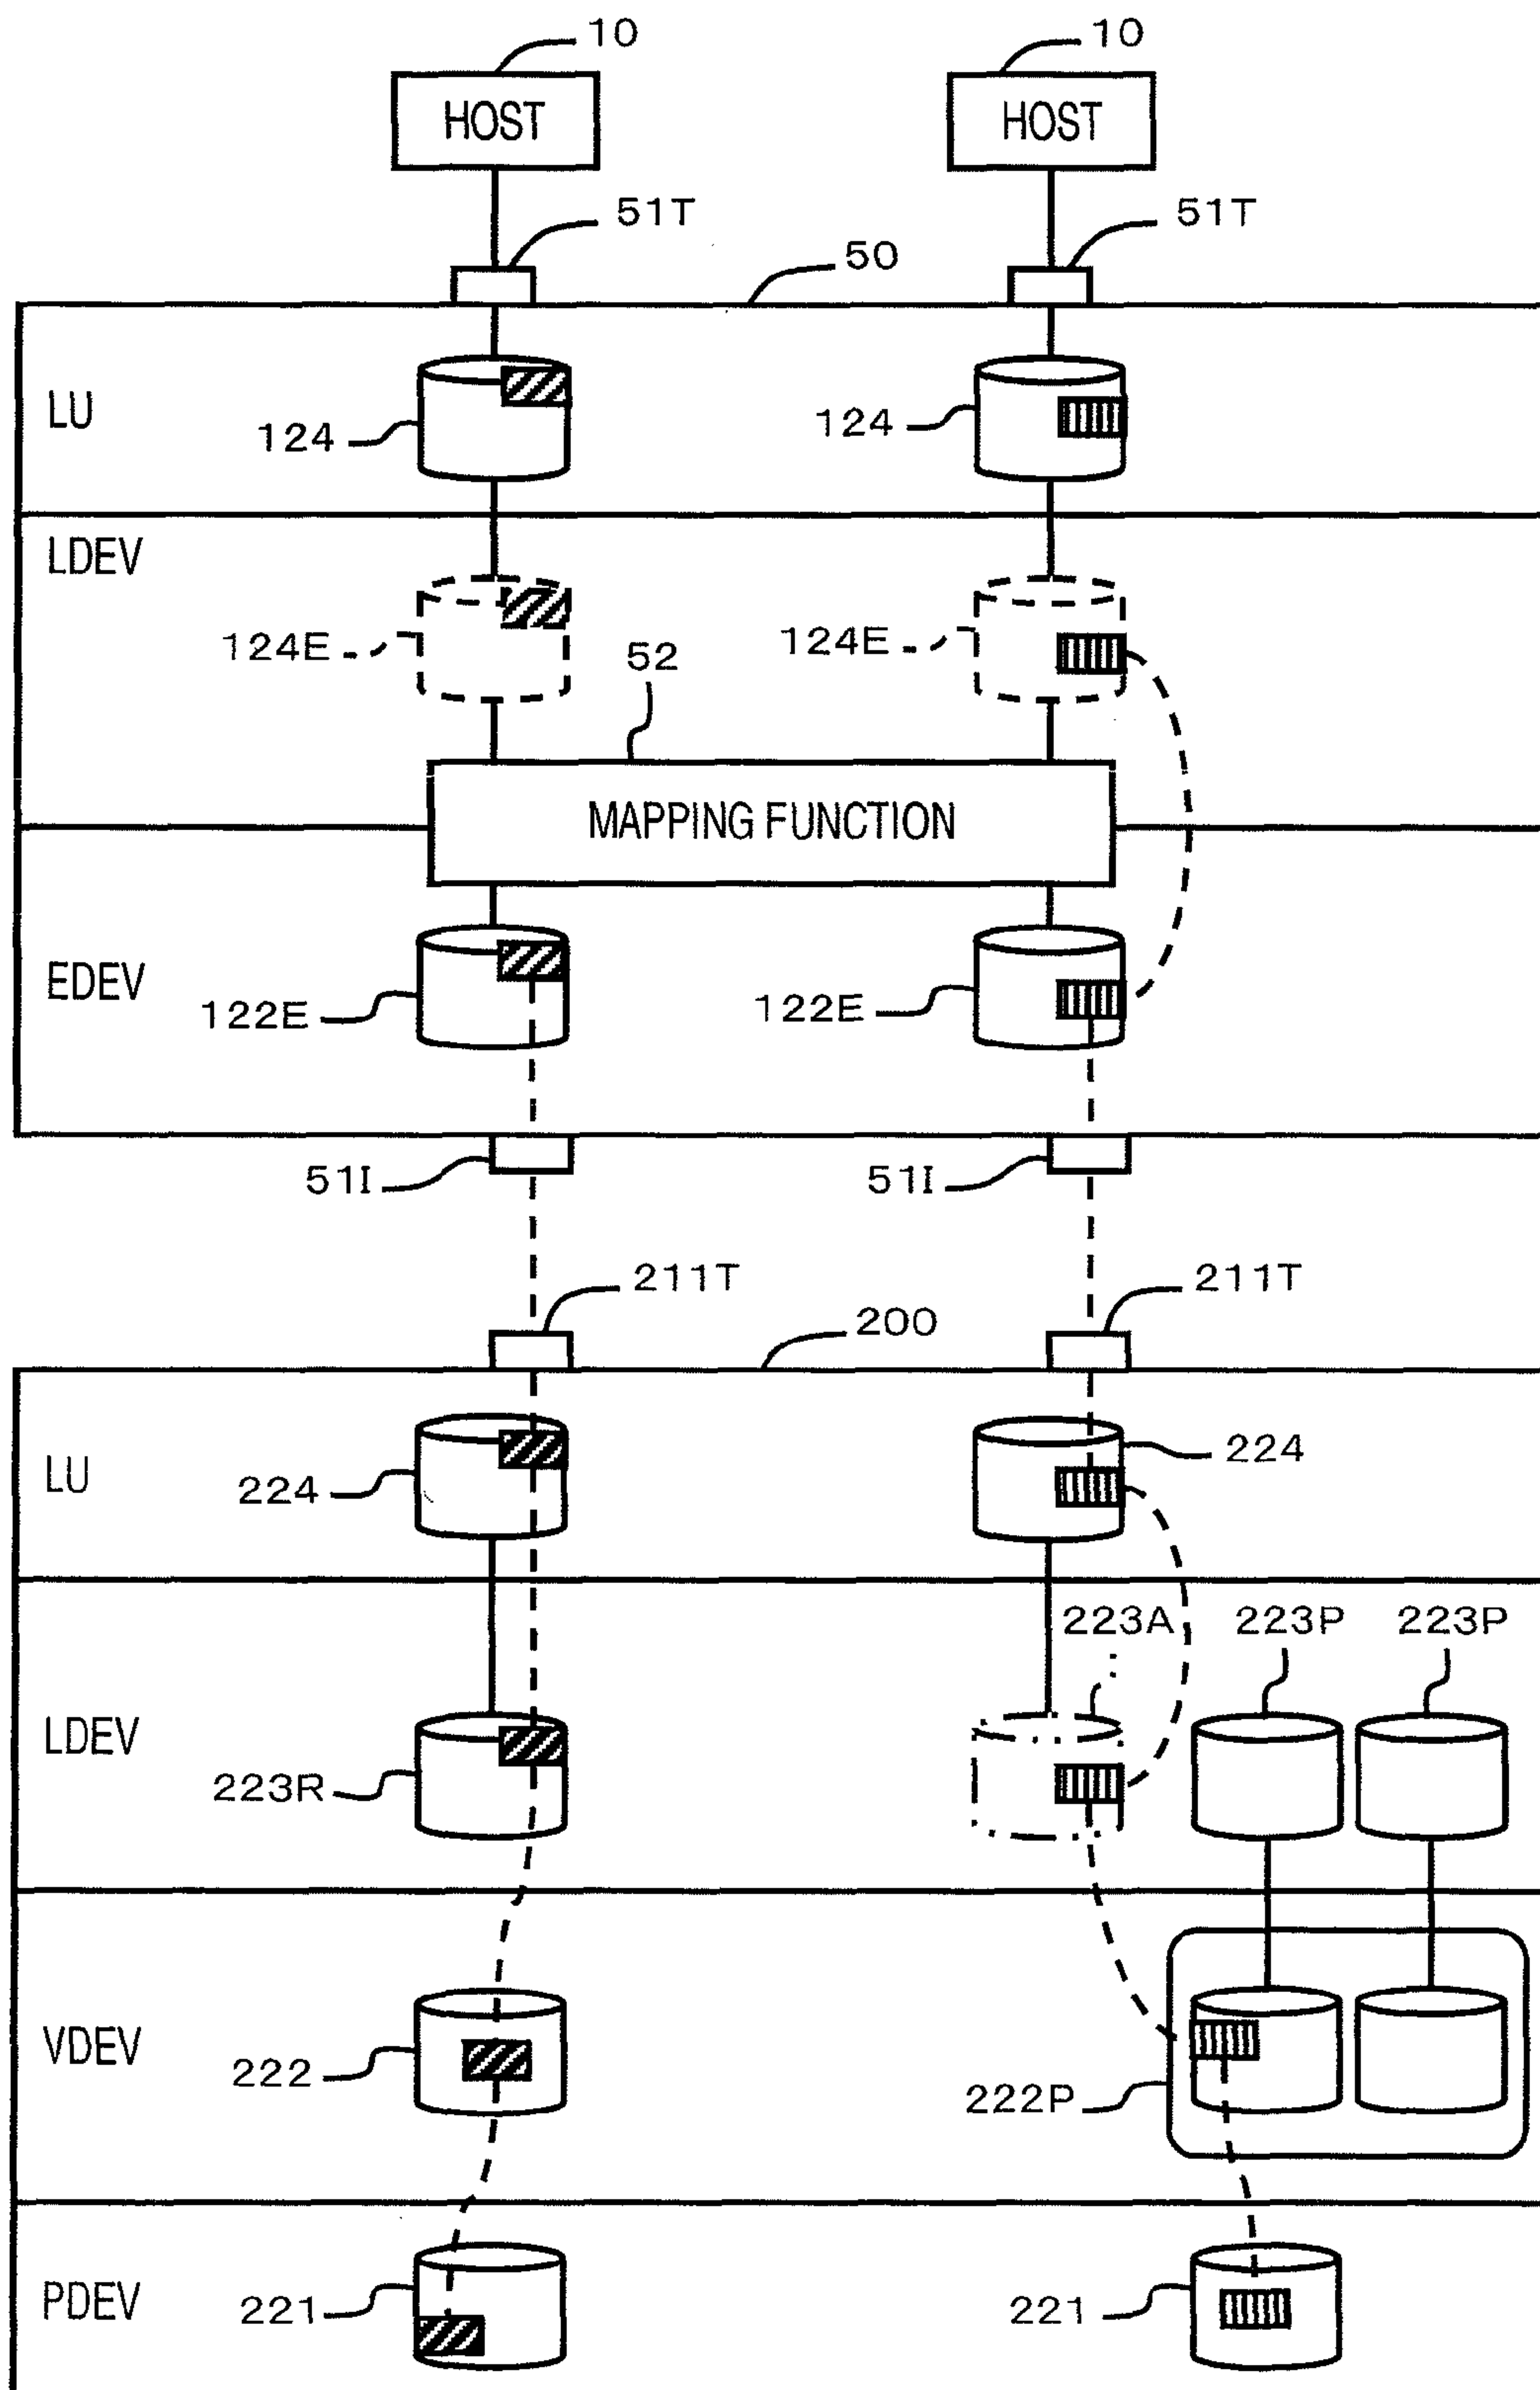 10 10
HOST HOST
51T 51T
50
LU
124 124
LDEV
124E 124E
52
MAPPING FUNCTION
EDEV
122E 122E
51I 51I
211T 211T
200
LU
224 224
223A 223P 223P
LDEV
223R
VDEV
222 222P
PDEV
221 221